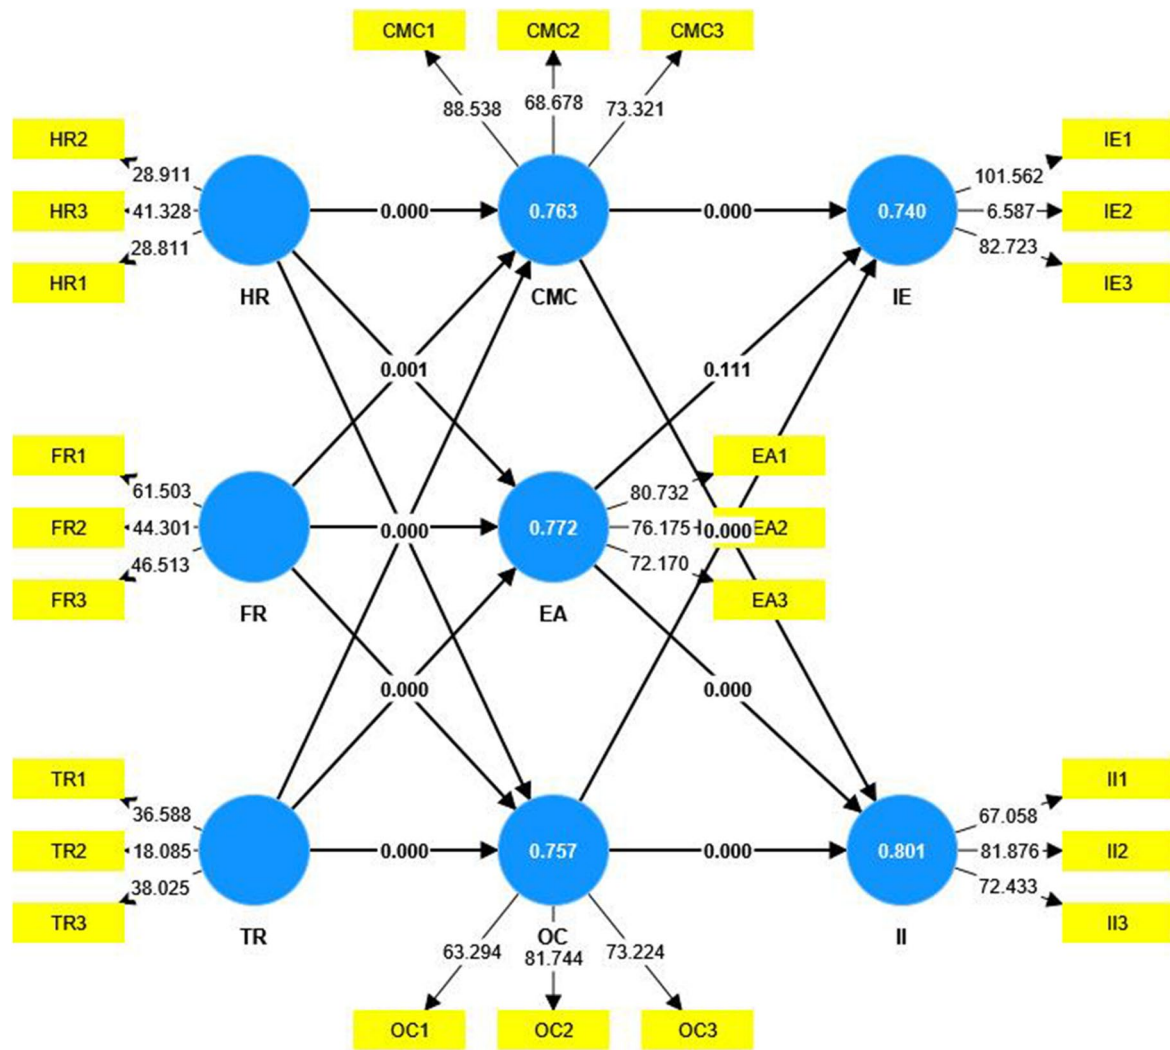 CMC1 CMC2 CMC3
88.538 68.678 73.321
HR2 IE1
28.911 101.562
HR3 41.328 0.000 0.763 0.000 0.740 6.587 IE2
28.811 82.723
HR1 IE3
HR CMC IE
0.001 0.111
FR1 EA1
61.503 80.732
FR2 44.301 0.000 0.772 76.175 0.000 EA2
46.513 72.170
FR3 EA3
FR EA
0.000 0.000
TR1 II1
36.588 67.058
TR2 18.085 0.000 0.757 0.000 0.801 81.876 II2
38.025 72.433
TR3 II3
TR OC II
63.294 81.744 73.224
OC1 OC2 OC3